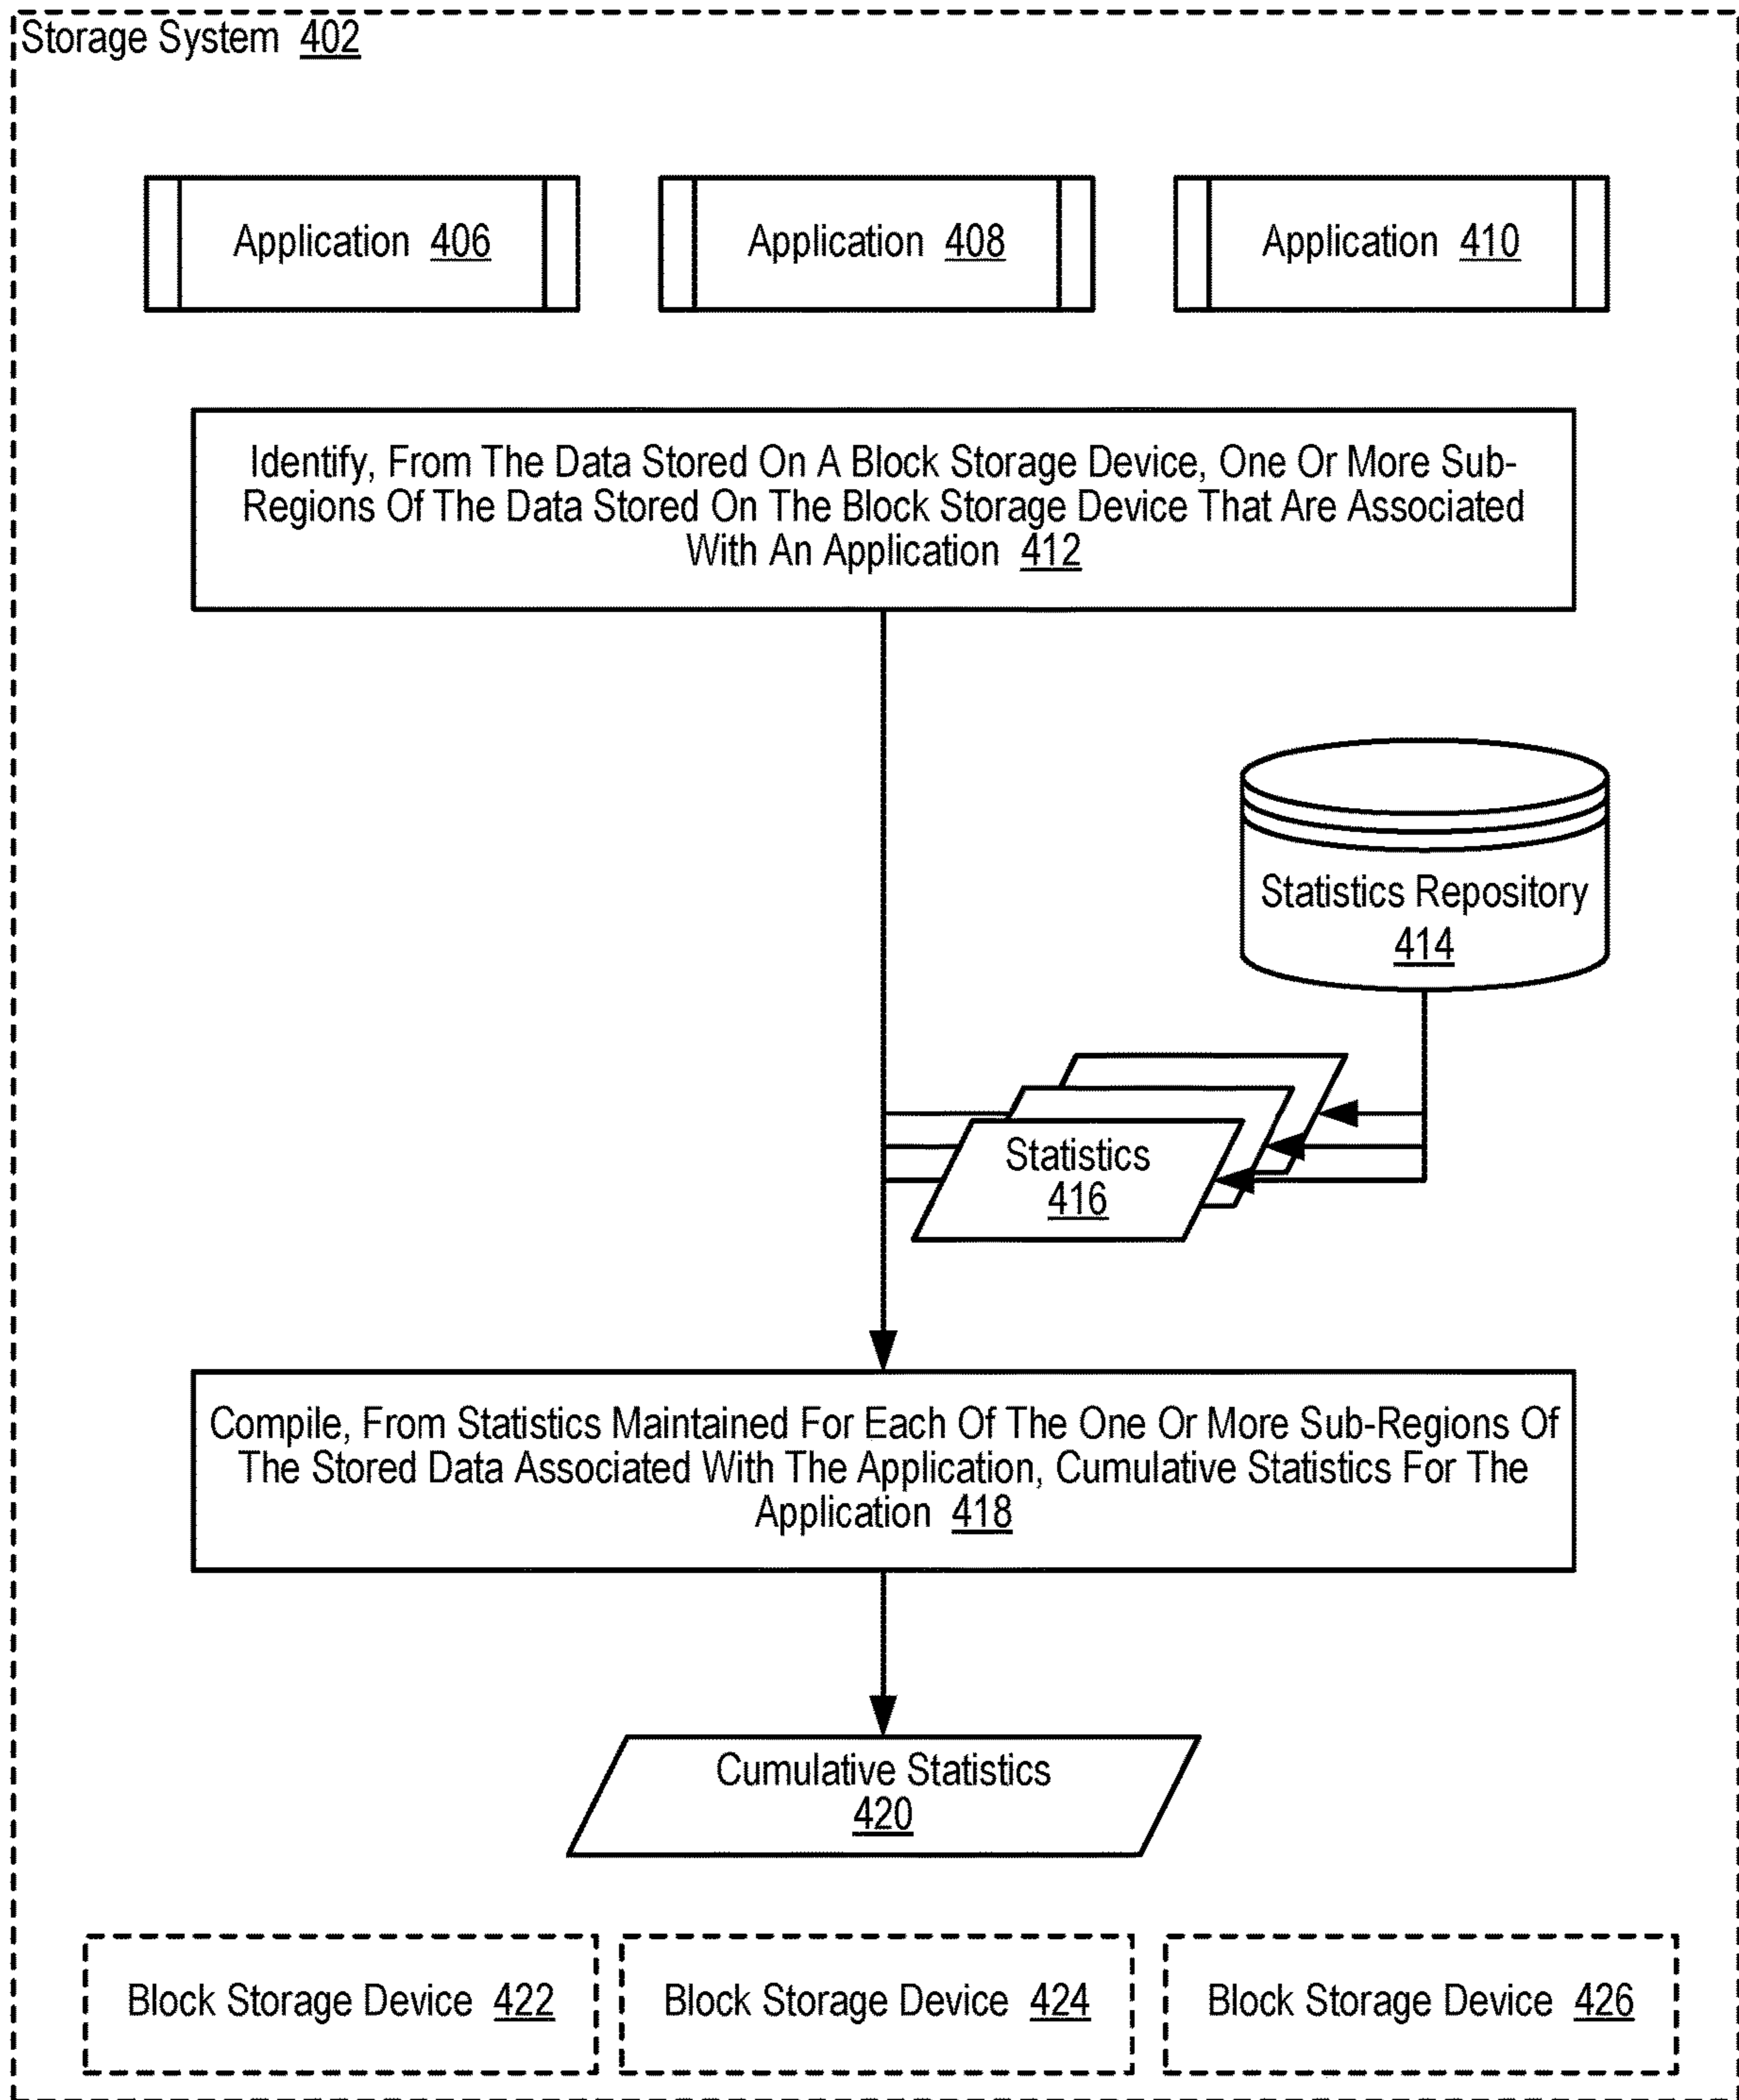 Storage System 402
Application 406
Application 408
Application 410
Identify, From The Data Stored On A Block Storage Device, One Or More Sub-
Regions Of The Data Stored On The Block Storage Device That Are Associated
With An Application 412
Statistics Repository
414
Statistics
416
Compile, From Statistics Maintained For Each Of The One Or More Sub-Regions Of
The Stored Data Associated With The Application, Cumulative Statistics For The
Application 418
Cumulative Statistics
420
Block Storage Device 422
Block Storage Device 424
Block Storage Device 426